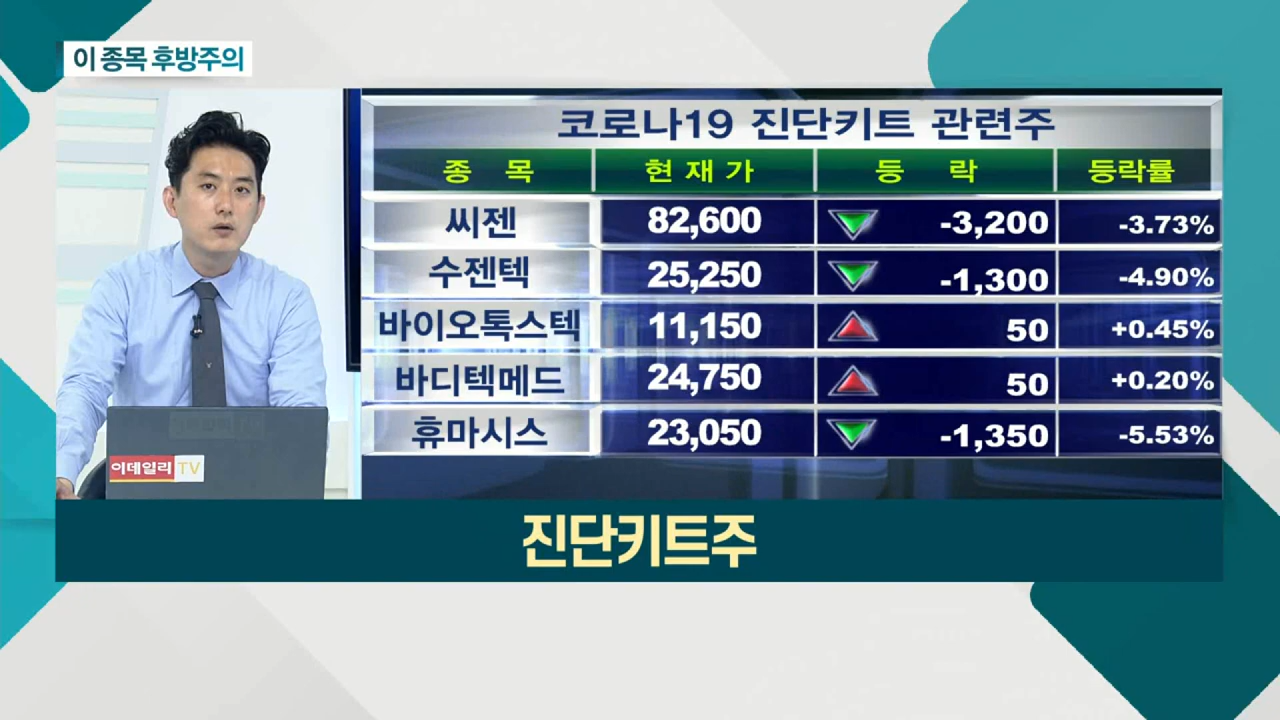 이 종목 후방주의
코로나19 진단키트 관련주
종 목 현 재 가 등 락 등락률
씨젠 82,600 -3,200 -3.73%
수젠텍 25,250 -1,300 -4.90%
바이오톡스텍 11,150 50 +0.45%
바디텍메드 24,750 50 +0.20%
휴마시스 23,050 -1,350 -5.53%
이데일리 TV
진단키트주